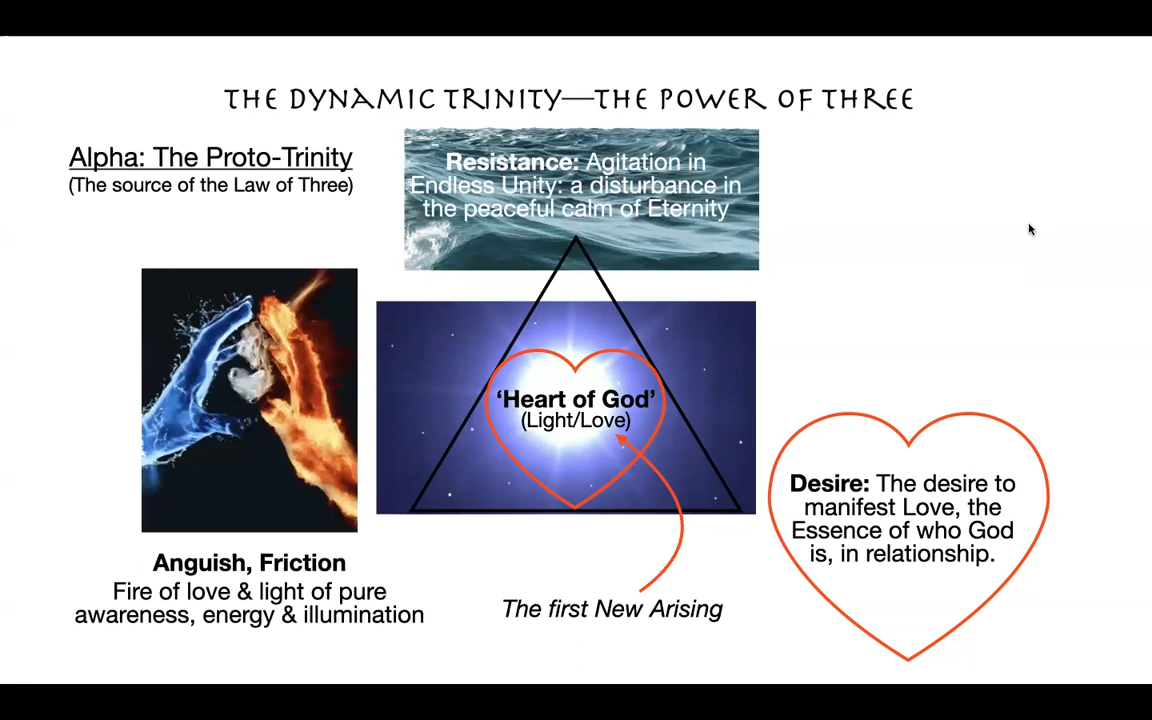 THE DYNAMIC TRINITY—THE POWER OF THREE
Alpha: The Proto-Trinity
(The source of the Law of Three)
Resistance: Agitation in
Endless Unity: a disturbance in
the peaceful calm of Eternity
'Heart of God'
(Light/Love)
Desire: The desire to
manifest Love, the
Essence of who God
is, in relationship.
Anguish, Friction
Fire of love & light of pure
awareness, energy & illumination
The first New Arising